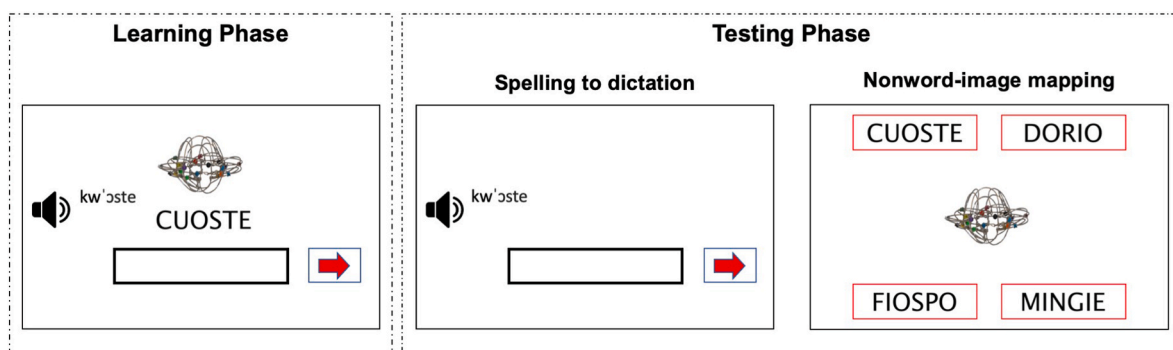 Learning Phase
kwˈɔste
CUOSTE
Testing Phase
Spelling to dictation
kwˈɔste
Nonword-image mapping
CUOSTE DORIO
FIOSPO MINGIE